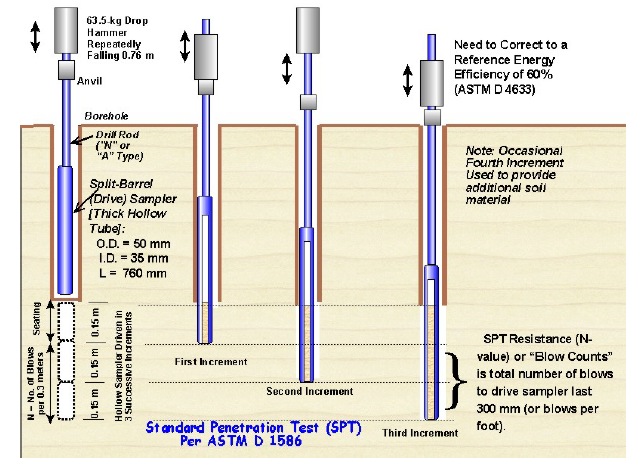 63.5-kg Drop
Hammer
Repeatedly
Falling 0.76 m
Anvil
Need to Correct to a
Reference Energy
Efficiency of 60%
(ASTM D 4633)
Borehole
Drill Rod
("N" or
"A" Type)
Note: Occasional
Fourth Increment
Used to provide
additional soil
material
Split-Barrel
(Drive) Sampler
[Thick Hollow
Tube]:
O.D. = 50 mm
I.D. = 35 mm
L = 760 mm
Seating
0.15 m
0.15 m
0.15 m
N = No. of Blows
per 0.3 meters
Hollow Sampler Driven in
3 Successive Increments
First Increment
Second Increment
Third Increment
SPT Resistance (N-
value) or "Blow Counts"
is total number of blows
to drive sampler last
300 mm (or blows per
foot).
Standard Penetration Test (SPT)
Per ASTM D 1586